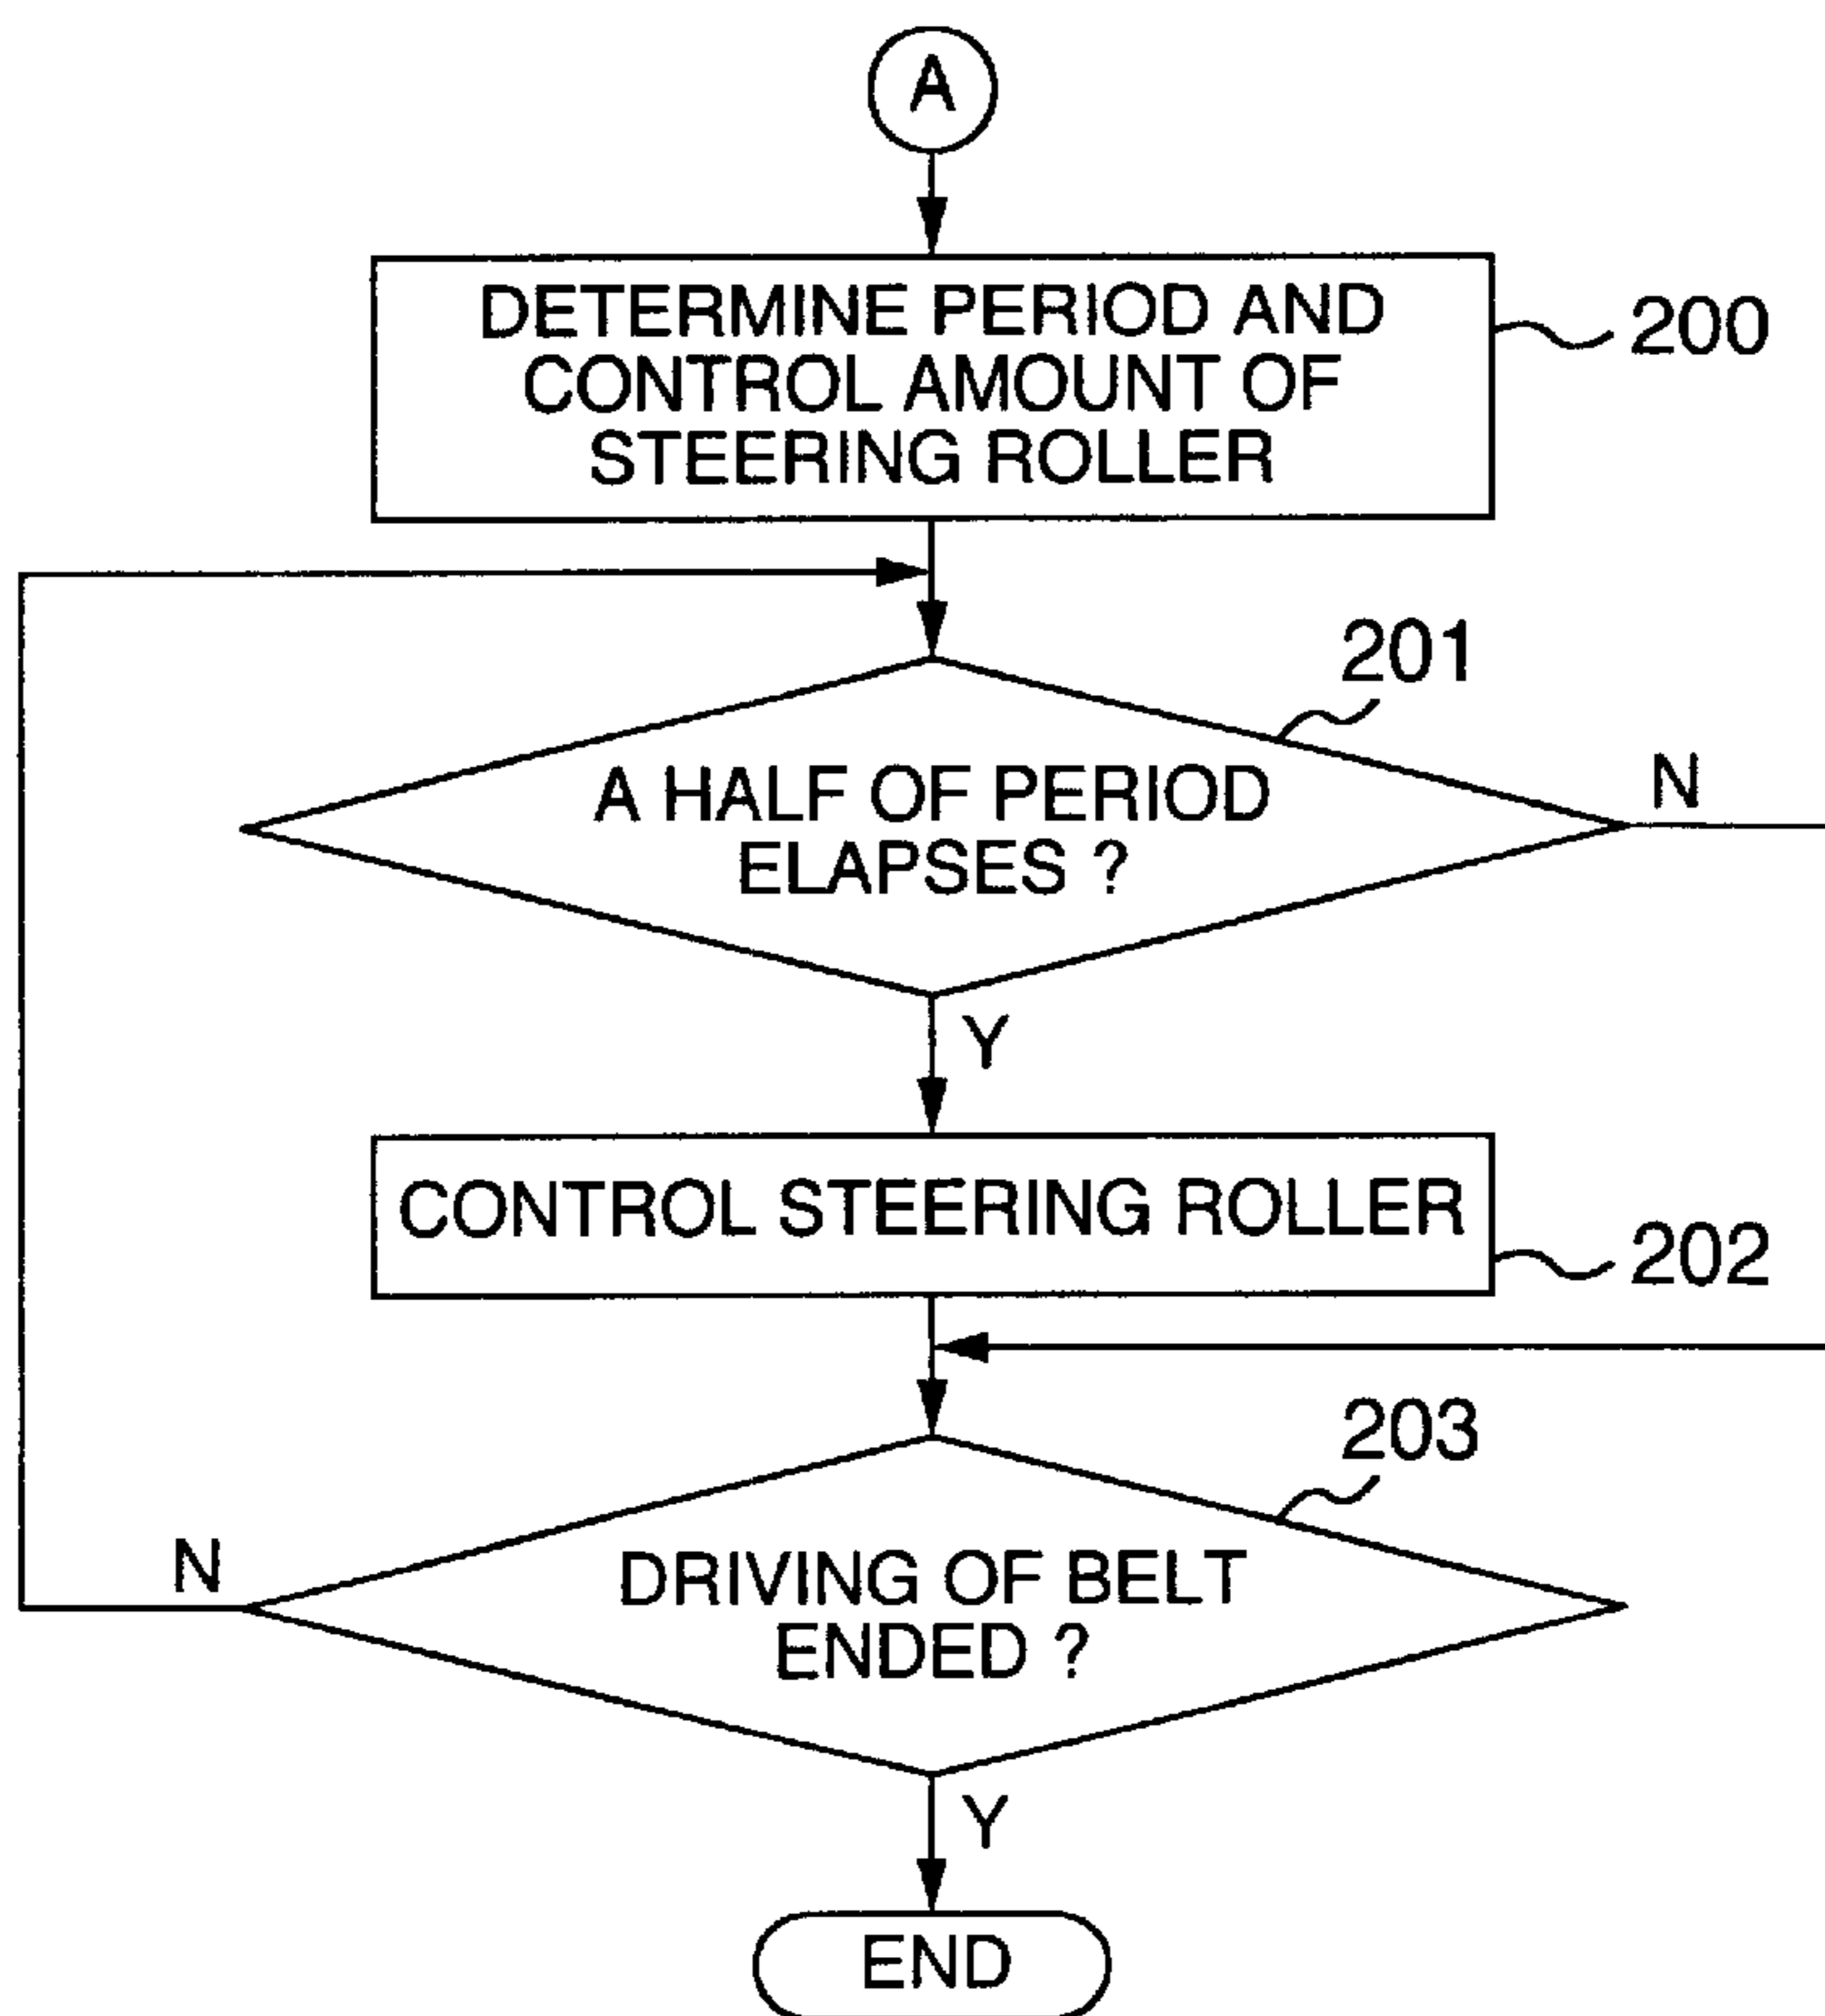 A
DETERMINE PERIOD AND
CONTROL AMOUNT OF
STEERING ROLLER
200
201
A HALF OF PERIOD
ELAPSES ?
N
Y
CONTROL STEERING ROLLER
202
203
DRIVING OF BELT
ENDED ?
N
Y
END